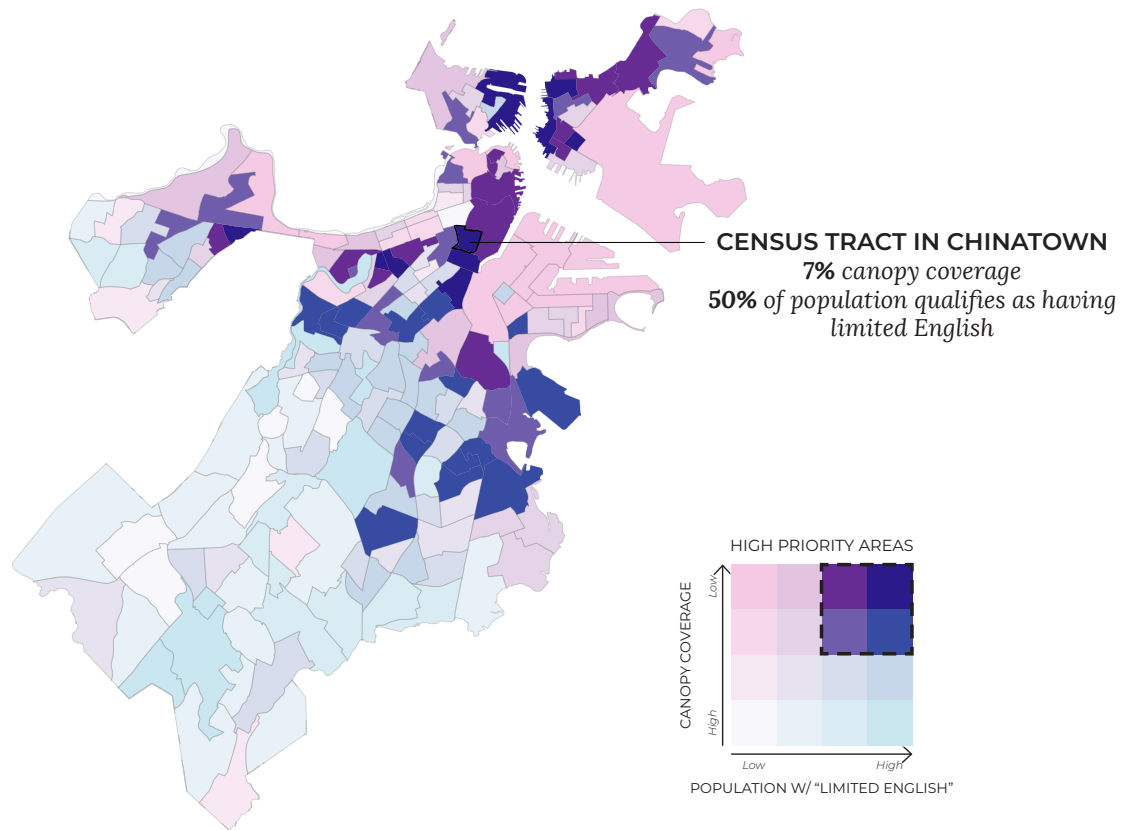 CENSUS TRACT IN CHINATOWN
7% canopy coverage
50% of population qualifies as having
limited English
HIGH PRIORITY AREAS
CANOPY COVERAGE
Low
High
Low
High
POPULATION W/ “LIMITED ENGLISH”